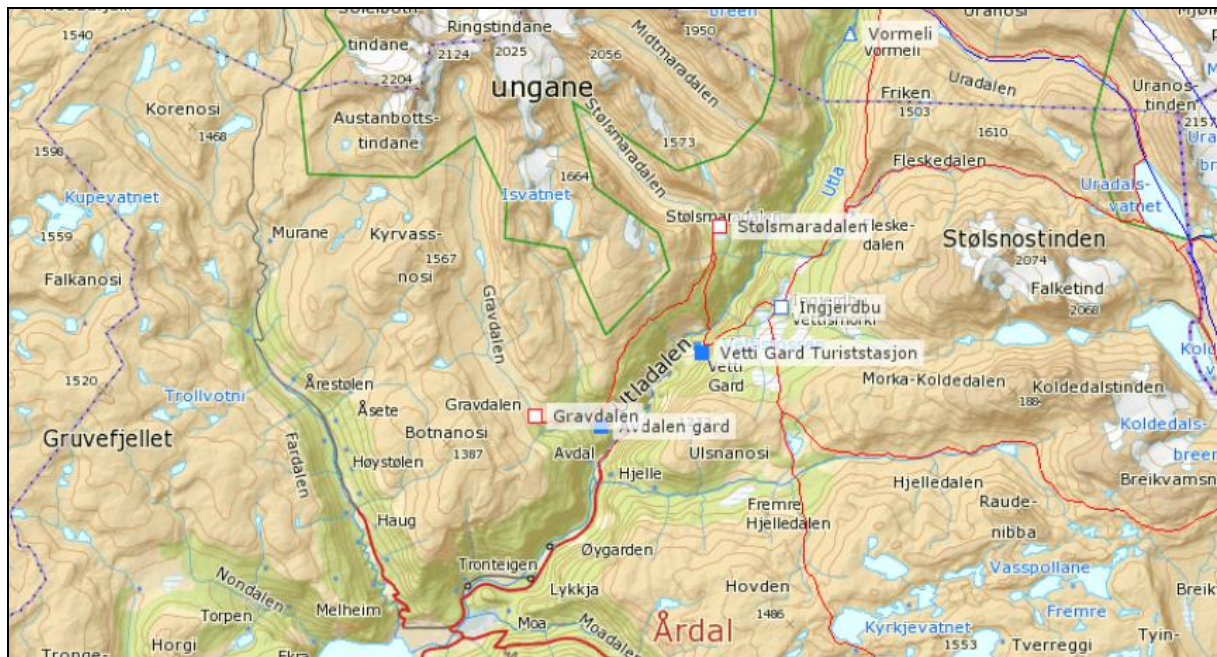 1540
tindane
Ringstindane
2124
2025
2204
2056
1950
breen
Midtmaradalen
Vormeli
Vormeli
Uranosi
ungane
Korenosi
1468
Austanbotts-
tindane
Stølsmaradalen
1573
Friken
1503
Uradalen
1610
Uranos-
tinden
2157
1598
Kupevatnet
1559
Falkanosi
Murane
Kyrvass-
1567
nosi
Isvatnet
1664
Utla
Fleskedalen
Uradals-
vatnet
Stølsmaradalen
Fleske-
dalen
Stølsnostinden
2074
Falketind
2068
Gravdalen
Ingjerdbu
Vettismorki
Vetti Gard Turiststasjon
Vetti
Gard
1520
Trollvotni
Årestølen
Åsete
Gravdalen
Gravdalen
Utladalen
Avdalen gard
Morka-Koldedalen
Koldedalstinden
Koldedals-
breen
Gruvefjellet
Botnanosi
1387
Høystølen
Fardalen
Avdal
Ulsnanosi
Hjelle
Hjelledalen
Breikvamsn
Fremre
Hjelledalen
Raude-
nibba
Haug
Øygarden
Tronteigen
Lykkja
Hovden
1486
Vasspollane
Fremre
Nondalen
Torpen
Melheim
Moa
Moadalen
Årdal
Kyrkjevatnet
1553
Tverreggi
Tyin-
Horgi